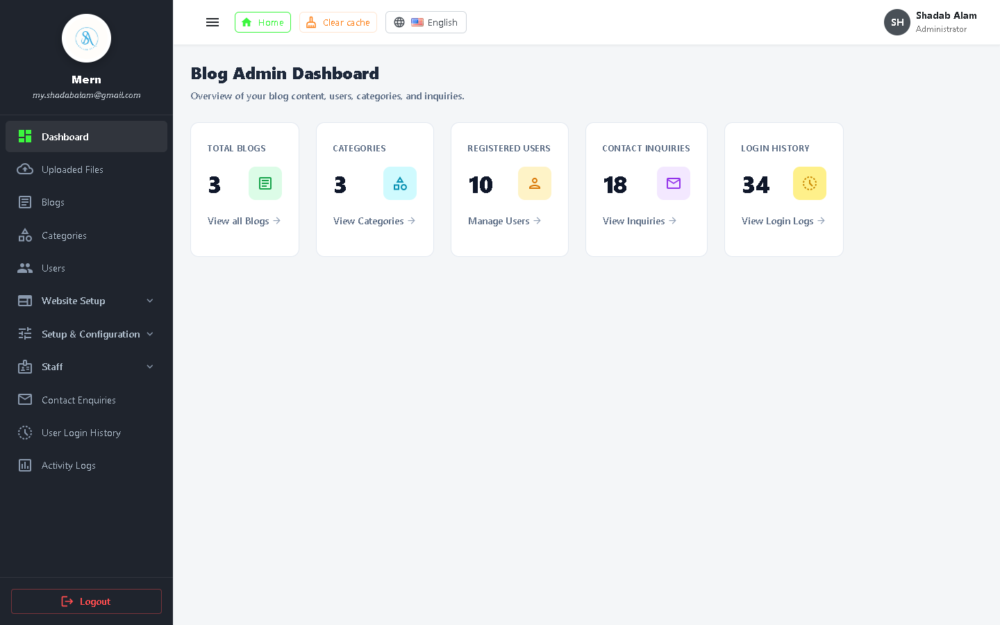 Mern
my.shadabalam@gmail.com
Dashboard
Uploaded Files
Blogs
Categories
Users
Website Setup
Setup & Configuration
Staff
Contact Enquiries
User Login History
Activity Logs
Logout
Home
Clear cache
English
SH
Shadab Alam
Administrator
Blog Admin Dashboard
Overview of your blog content, users, categories, and inquiries.
TOTAL BLOGS
3
View all Blogs →
CATEGORIES
3
View Categories →
REGISTERED USERS
10
Manage Users →
CONTACT INQUIRIES
18
View Inquiries →
LOGIN HISTORY
34
View Login Logs →